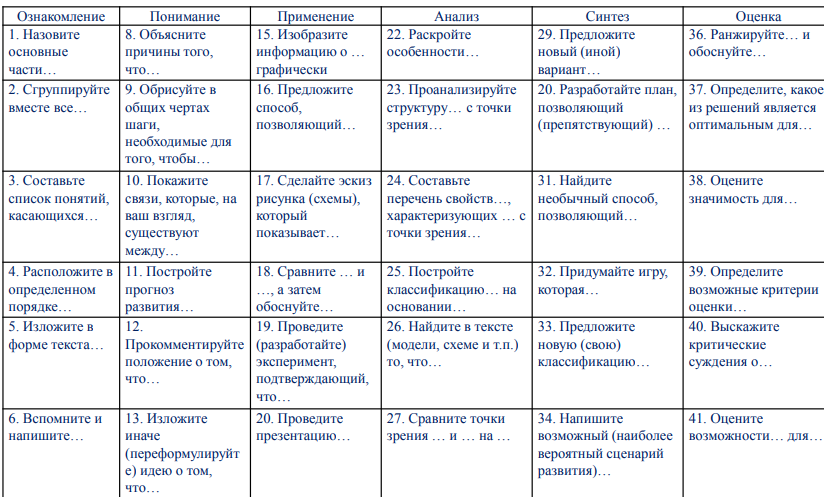 Ознакомление
Понимание
Применение
Анализ
Синтез
Оценка
1. Назовите
основные
части…
8. Объясните
причины того,
что…
15. Изобразите
информацию о …
графически
22. Раскройте
особенности…
29. Предложите
новый (иной)
вариант…
36. Ранжируйте… и
обоснуйте…
2. Сгруппируйте
вместе все…
9. Обрисуйте в
общих чертах
шаги,
необходимые для
того, чтобы…
16. Предложите
способ,
позволяющий…
23. Проанализируйте
структуру… с точки
зрения…
20. Разработайте план,
позволяющий
(препятствующий) …
37. Определите, какое
из решений является
оптимальным для…
3. Составьте
список понятий,
касающихся…
10. Покажите
связи, которые, на
ваш взгляд,
существуют
между…
17. Сделайте эскиз
рисунка (схемы),
который
показывает…
24. Составьте
перечень свойств…,
характеризующих … с
точки зрения…
31. Найдите
необычный способ,
позволяющий…
38. Оцените
значимость для…
4. Расположите в
определенном
порядке…
11. Постройте
прогноз
развития…
18. Сравните … и
…, а затем
обоснуйте…
25. Постройте
классификацию… на
основании…
32. Придумайте игру,
которая…
39. Определите
возможные критерии
оценки…
5. Изложите в
форме текста…
12.
Прокомментируйте
положение о том,
что…
19. Проведите
(разработайте)
эксперимент,
подтверждающий,
что…
26. Найдите в тексте
(модели, схеме и т.п.)
то, что…
33. Предложите
новую (свою)
классификацию…
40. Выскажите
критические
суждения о…
6. Вспомните и
напишите…
13. Изложите
иначе
(переформулируйт
е) идею о том,
что…
20. Проведите
презентацию…
27. Сравните точки
зрения … и … на …
34. Напишите
возможный (наиболее
вероятный сценарий
развития)…
41. Оцените
возможности… для…